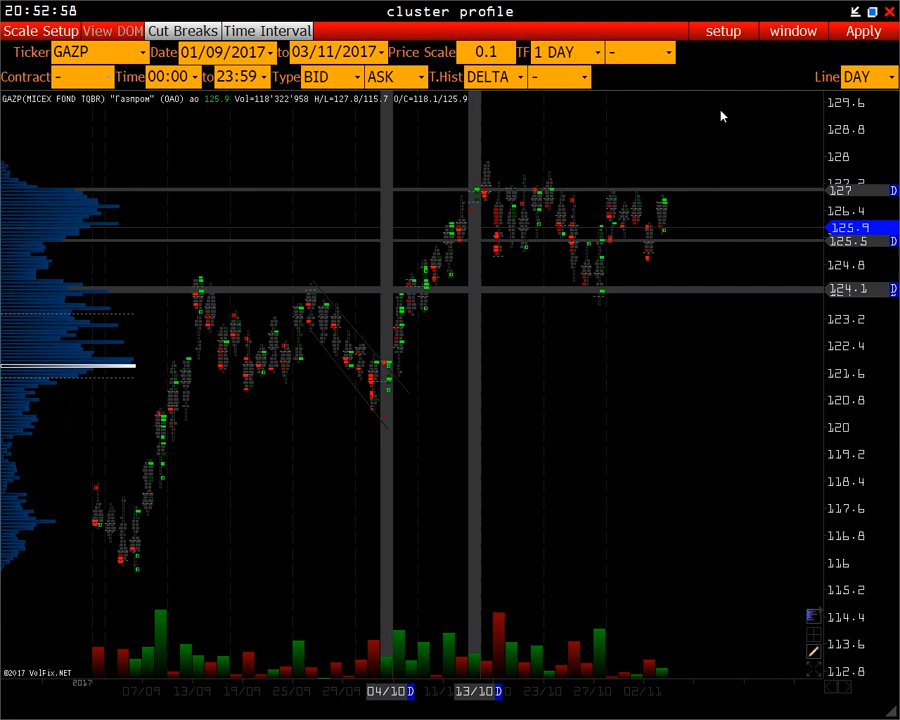 20:52:58 cluster profile
Scale Setup View DOM Cut Breaks Time Interval setup window Apply
Ticker GAZP Date 01/09/2017 to 03/11/2017 Price Scale 0.1 TF 1 DAY -
Contract - Time 00:00 to 23:59 Type BID ASK T.Hist DELTA - Line DAY
GAZP(MICEX FOND TQBR) "Газпром" (ОАО) ао 125.9 Vol=118'322'958 H/L=127.8/115.7 O/C=118.1/125.9
129.6
128.8
128
127 D
126.4
125.9
125.5 D
124.8
124.1 D
123.2
122.4
121.6
120.8
120
119.2
118.4
117.6
116.8
116
115.2
114.4
113.6
112.8
©2017 VolFix.NET
2017
07/09 13/09 19/09 25/09 29/09 04/10 D 13/10 D 23/10 27/10 02/11